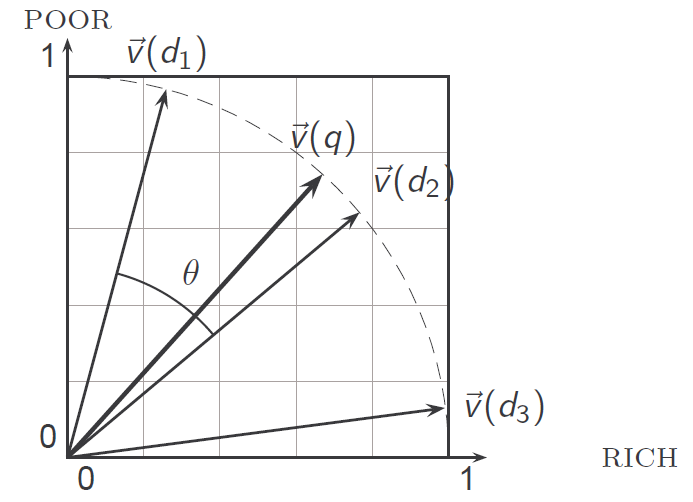 POOR
1
v⃗(d₁)
v⃗(q)
v⃗(d₂)
θ
v⃗(d₃)
0
0
1
RICH